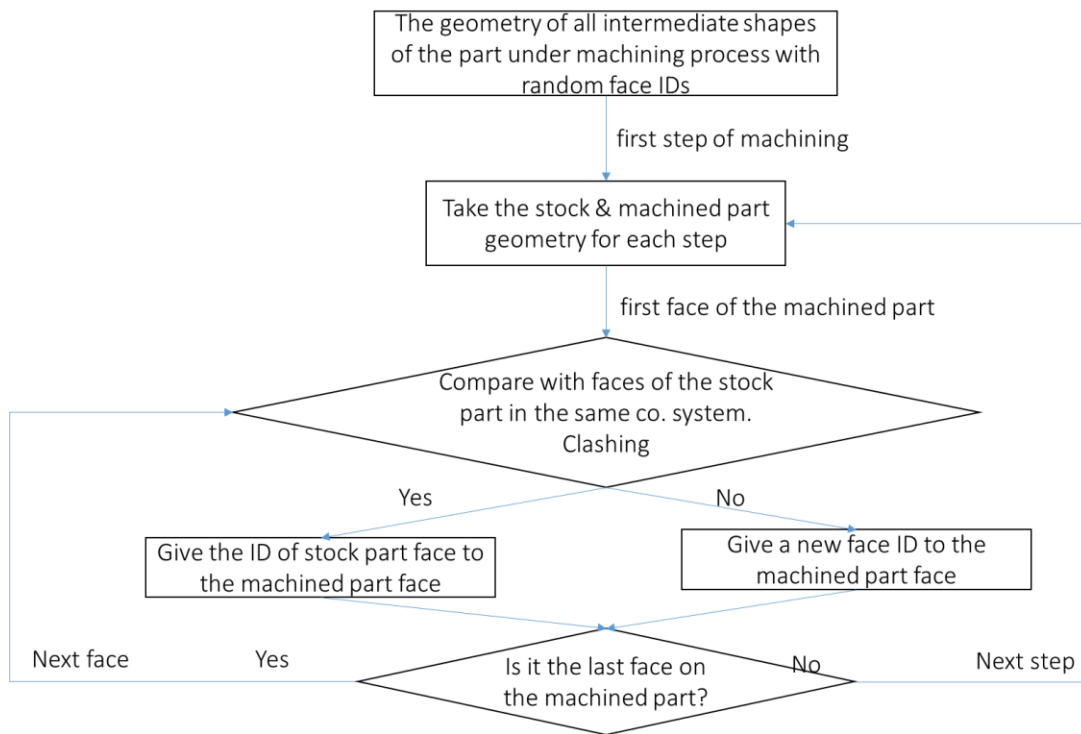 The geometry of all intermediate shapes
of the part under machining process with
random face IDs
first step of machining
Take the stock & machined part
geometry for each step
first face of the machined part
Compare with faces of the stock
part in the same co. system.
Clashing
Yes
No
Give the ID of stock part face to
the machined part face
Give a new face ID to the
machined part face
Next face
Yes
Is it the last face on
the machined part?
No
Next step